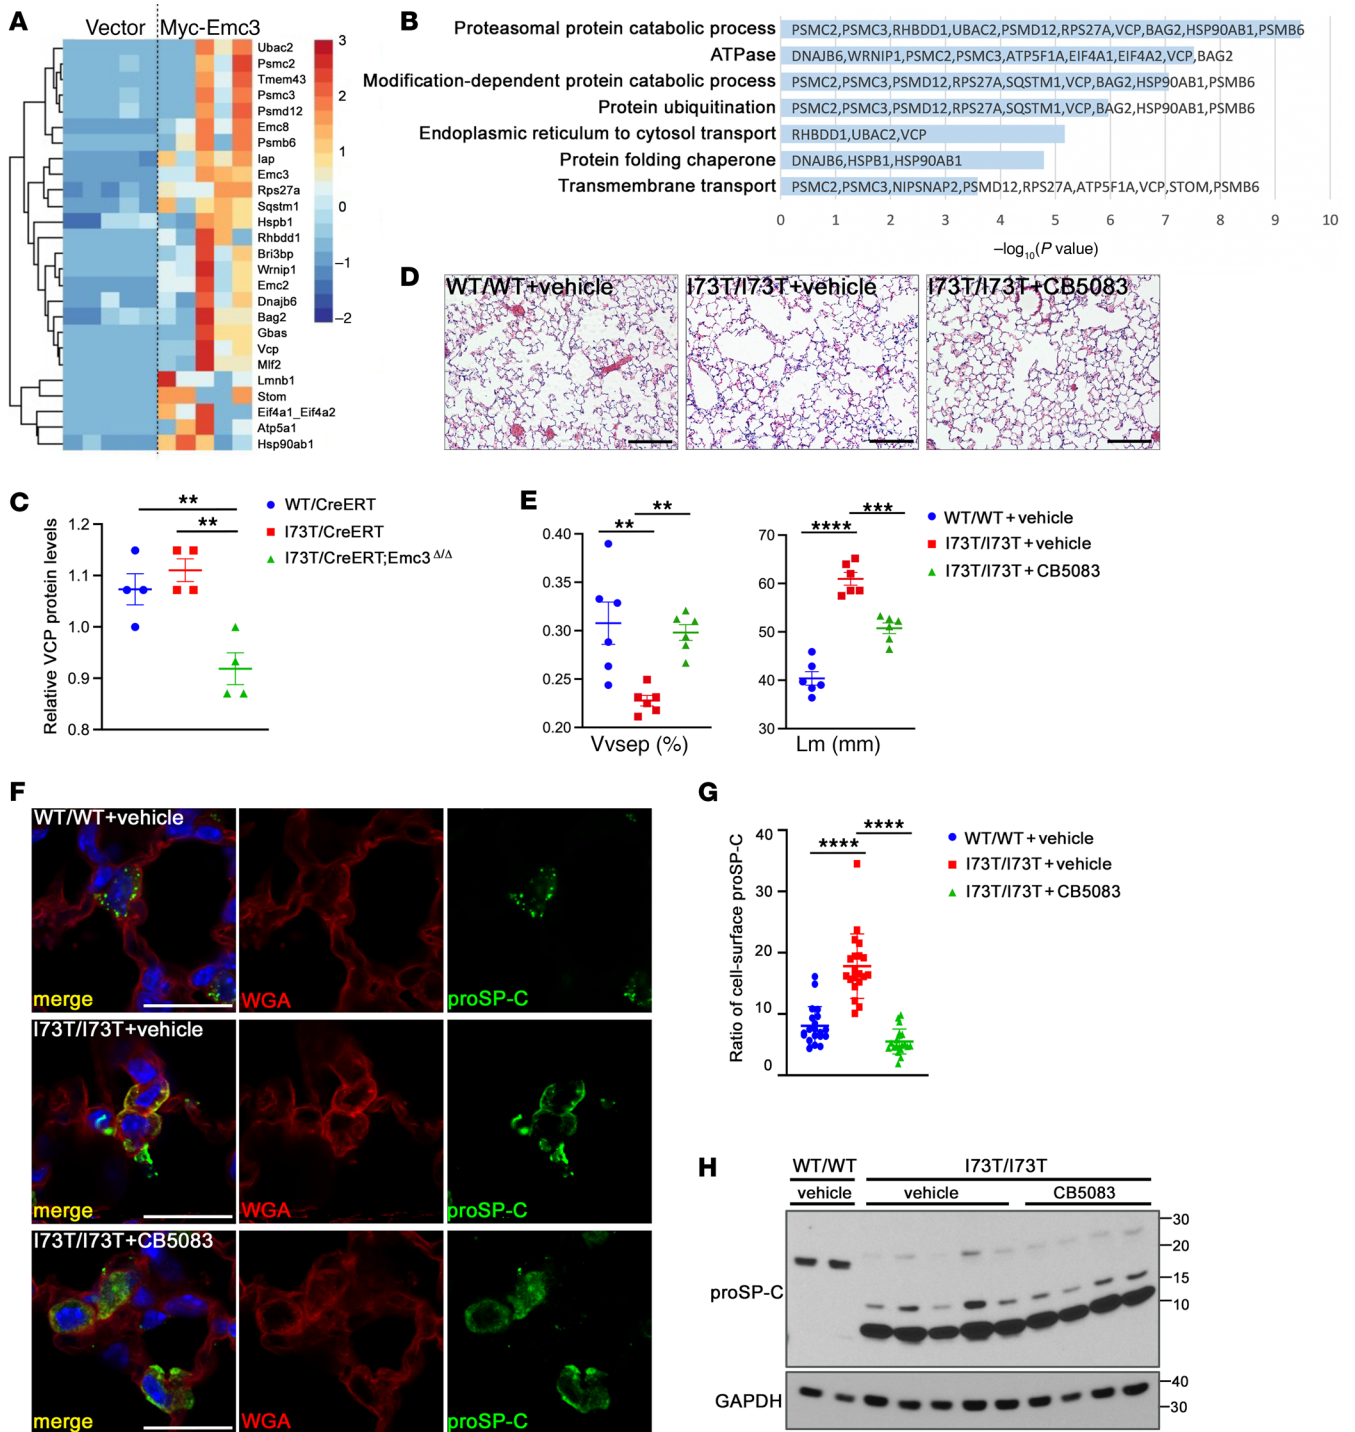 A
Vector
Myc-Emc3
Ubac2
Psmc2
Tmem43
Psmc3
Psmd12
Emc8
Psmb6
Iap
Emc3
Rps27a
Sqstm1
Hspb1
Rhbdd1
Bri3bp
Wrnip1
Emc2
Dnajb6
Bag2
Gbas
Vcp
Mlf2
Lmnb1
Stom
Eif4a1_Eif4a2
Atp5a1
Hsp90ab1
3
2
1
0
−1
−2
B
Proteasomal protein catabolic process
PSMC2,PSMC3,RHBDD1,UBAC2,PSMD12,RPS27A,VCP,BAG2,HSP90AB1,PSMB6
ATPase
DNAJB6,WRNIP1,PSMC2,PSMC3,ATP5F1A,EIF4A1,EIF4A2,VCP,BAG2
Modification-dependent protein catabolic process
PSMC2,PSMC3,PSMD12,RPS27A,SQSTM1,VCP,BAG2,HSP90AB1,PSMB6
Protein ubiquitination
PSMC2,PSMC3,PSMD12,RPS27A,SQSTM1,VCP,BAG2,HSP90AB1,PSMB6
Endoplasmic reticulum to cytosol transport
RHBDD1,UBAC2,VCP
Protein folding chaperone
DNAJB6,HSPB1,HSP90AB1
Transmembrane transport
PSMC2,PSMC3,NIPSNAP2,PSMD12,RPS27A,ATP5F1A,VCP,STOM,PSMB6
0 1 2 3 4 5 6 7 8 9 10
−log10(P value)
D
WT/WT+vehicle
I73T/I73T+vehicle
I73T/I73T+CB5083
C
Relative VCP protein levels
1.2
1.1
1.0
0.9
0.8
**
**
WT/CreERT
I73T/CreERT
I73T/CreERT;Emc3 Δ/Δ
E
0.40
0.35
0.30
0.25
0.20
**
**
Vvsep (%)
70
60
50
40
30
****
***
Lm (mm)
WT/WT+vehicle
I73T/I73T+vehicle
I73T/I73T+CB5083
F
WT/WT+vehicle
merge
WGA
proSP-C
I73T/I73T+vehicle
merge
WGA
proSP-C
I73T/I73T+CB5083
merge
WGA
proSP-C
G
Ratio of cell-surface proSP-C
40
30
20
10
0
****
****
WT/WT+vehicle
I73T/I73T+vehicle
I73T/I73T+CB5083
H
WT/WT
I73T/I73T
vehicle
vehicle
CB5083
proSP-C
30
20
15
10
GAPDH
40
30